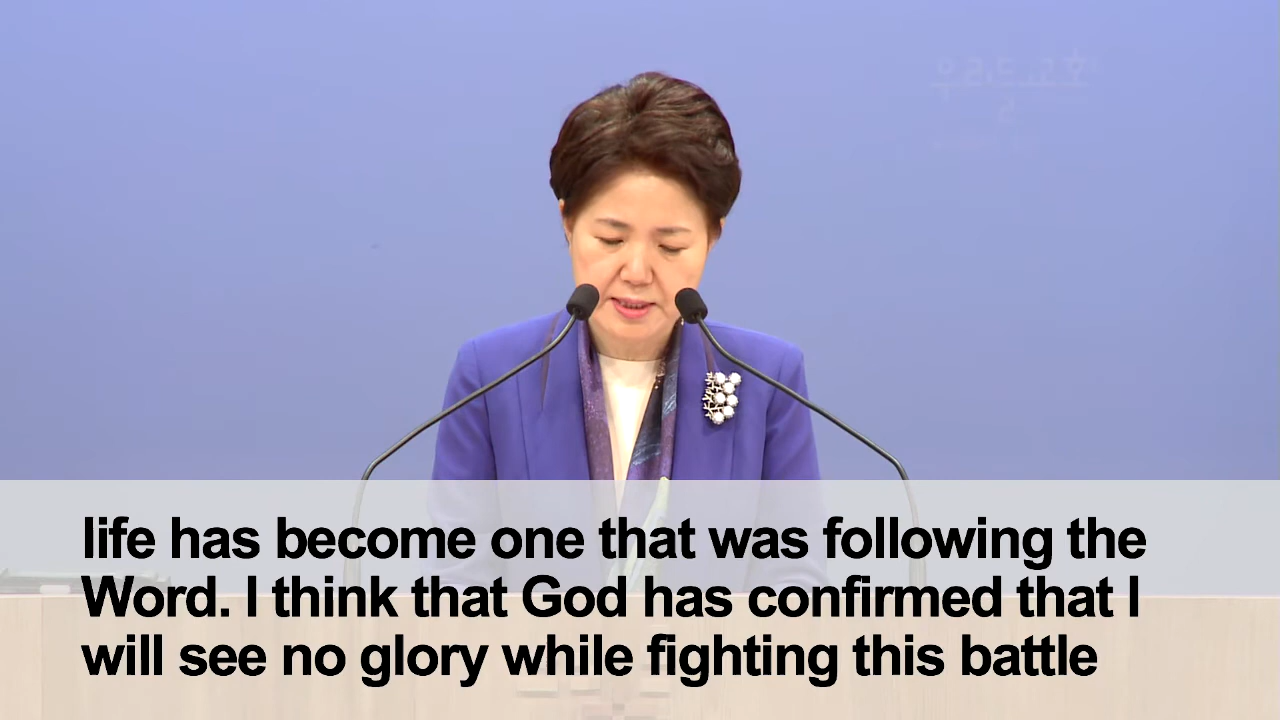 life has become one that was following the
Word. I think that God has confirmed that I
will see no glory while fighting this battle